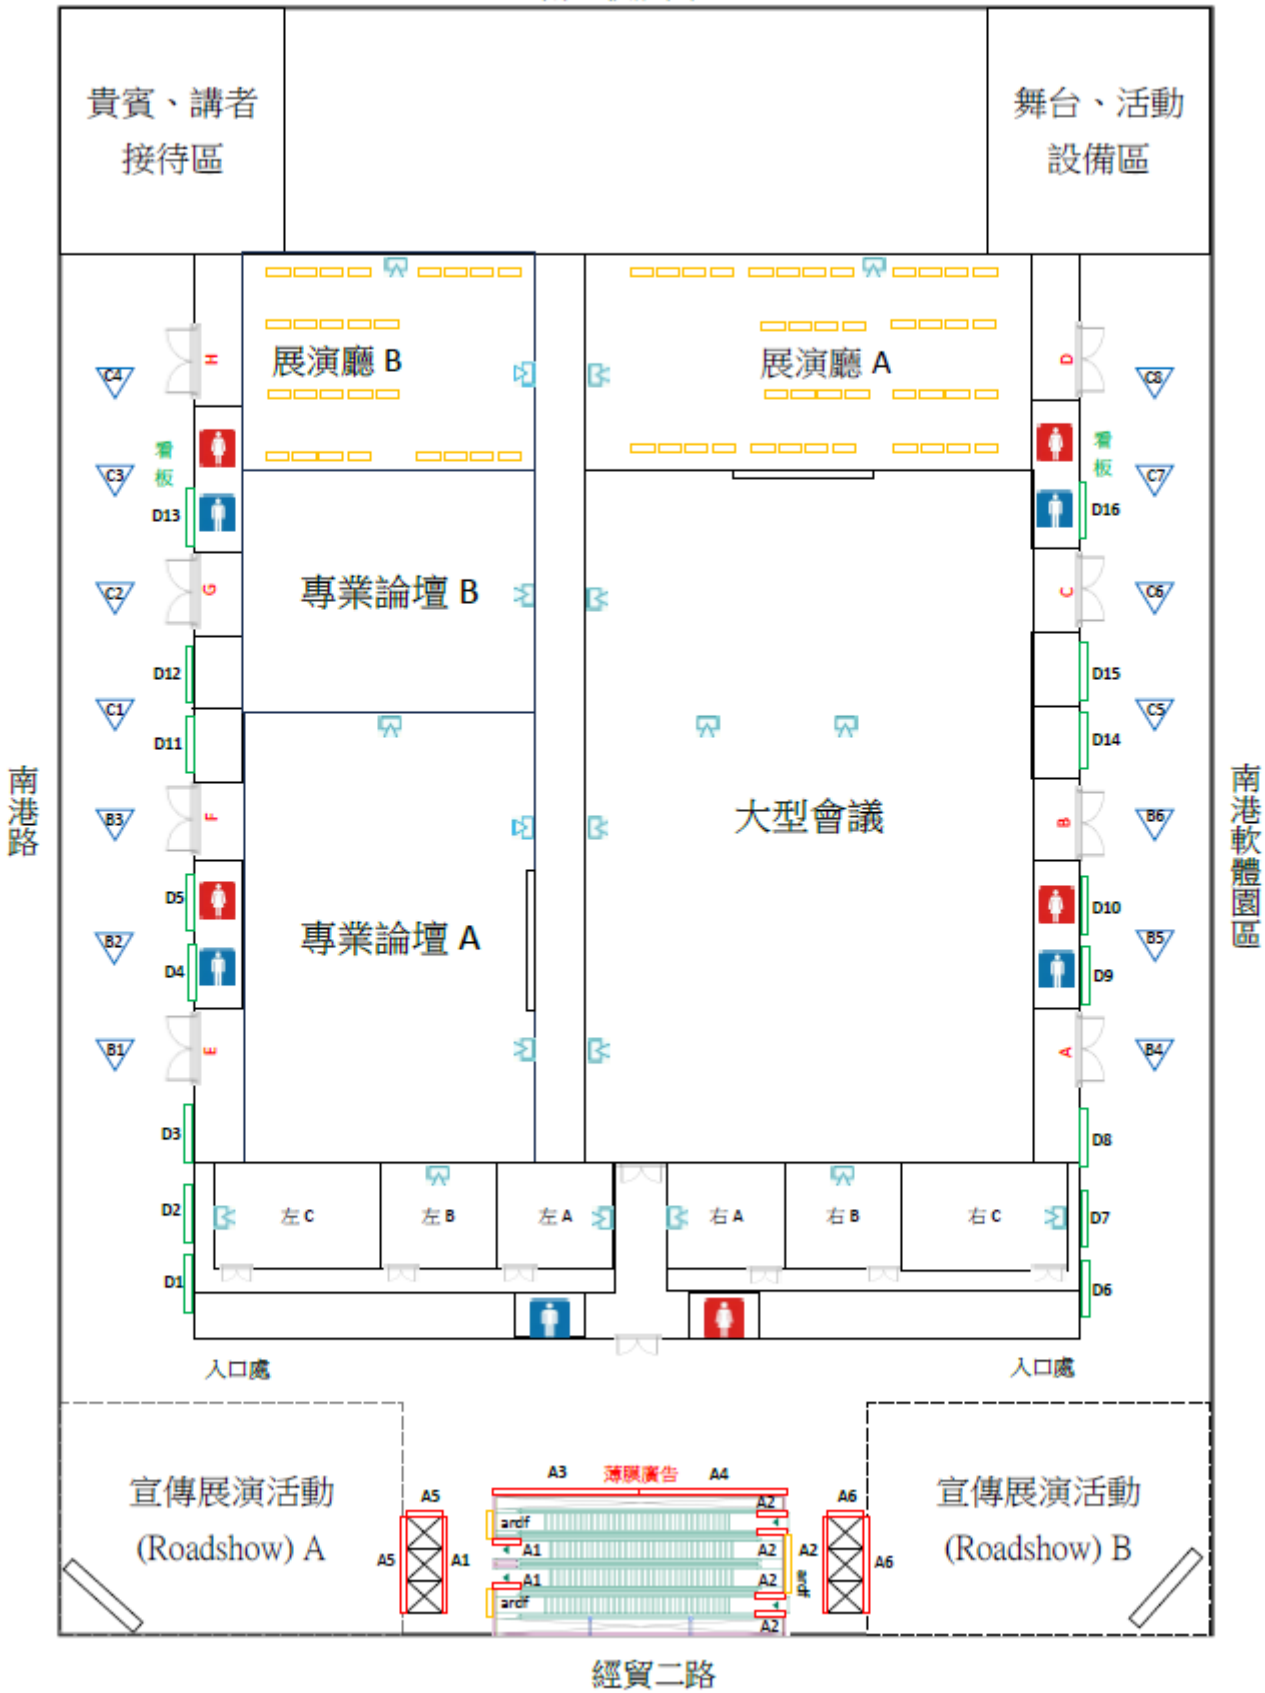 貴賓、講者
接待區
舞台、活動
設備區
展演廳 B
展演廳 A
H
D
C4
C8
看
板
看
板
C3
C7
D13
D16
專業論壇 B
G
C
C2
C6
D12
D15
C1
C5
D11
D14
南港路
南港軟體園區
大型會議
B3
F
B
B6
D5
D10
專業論壇 A
B2
B5
D4
D9
B1
E
A
B4
D3
D8
D2
左 C
左 B
左 A
右 A
右 B
右 C
D7
D1
D6
入口處
入口處
宣傳展演活動
(Roadshow) A
宣傳展演活動
(Roadshow) B
A3
薄膜廣告
A4
A5
A6
A2
ardf
A5
A1
A1
A2
A2
A6
A1
A2
ardf
ardf
A2
經貿二路